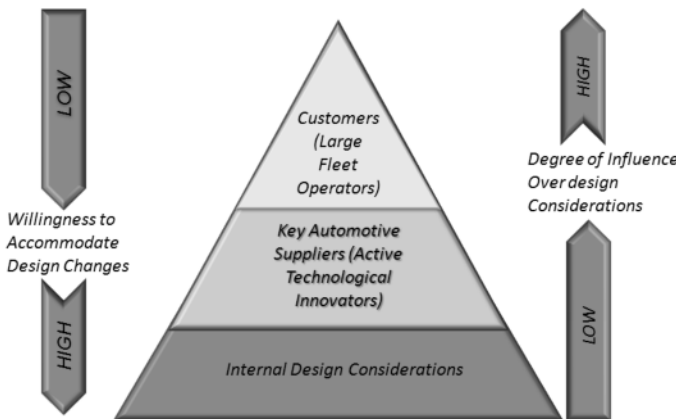 LOW
Willingness to
Accommodate
Design Changes
HIGH
Customers
(Large
Fleet
Operators)
Key Automotive
Suppliers (Active
Technological
Innovators)
Internal Design Considerations
HIGH
Degree of Influence
Over design
Considerations
LOW